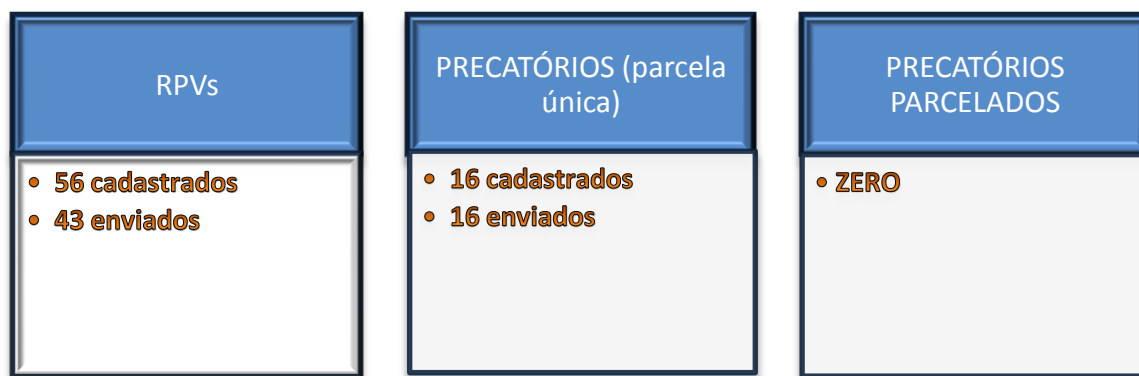 RPVs
• 56 cadastrados
• 43 enviados
PRECATÓRIOS (parcela
única)
• 16 cadastrados
• 16 enviados
PRECATÓRIOS
PARCELADOS
• ZERO